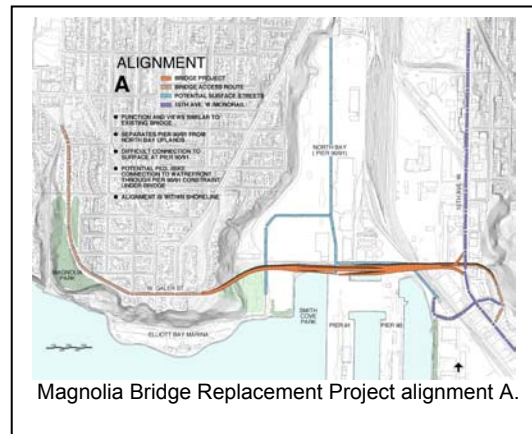 ALIGNMENT
A
BRIDGE PROJECT
BRIDGE ACCESS ROUTE
POTENTIAL SURFACE STREETS
15TH AVE. W./MONORAIL
FUNCTION AND VIEWS SIMILAR TO
EXISTING BRIDGE
SEPARATES PIER 90/91 FROM
NORTH BAY UPLANDS
DIFFICULT CONNECTION TO
SURFACE AT PIER 90/91
POTENTIAL PED./BIKE
CONNECTION TO WATERFRONT
THROUGH PIER 90/91 CONSTRAINT
UNDER BRIDGE
ALIGNMENT IS WITHIN SHORELINE
NORTH BAY
(PIER 90/91)
15TH AVE. W.
MAGNOLIA
PARK
W. GALER ST.
ELLIOTT BAY MARINA
SMITH
COVE
PARK
PIER 91
PIER 90
Magnolia Bridge Replacement Project alignment A.